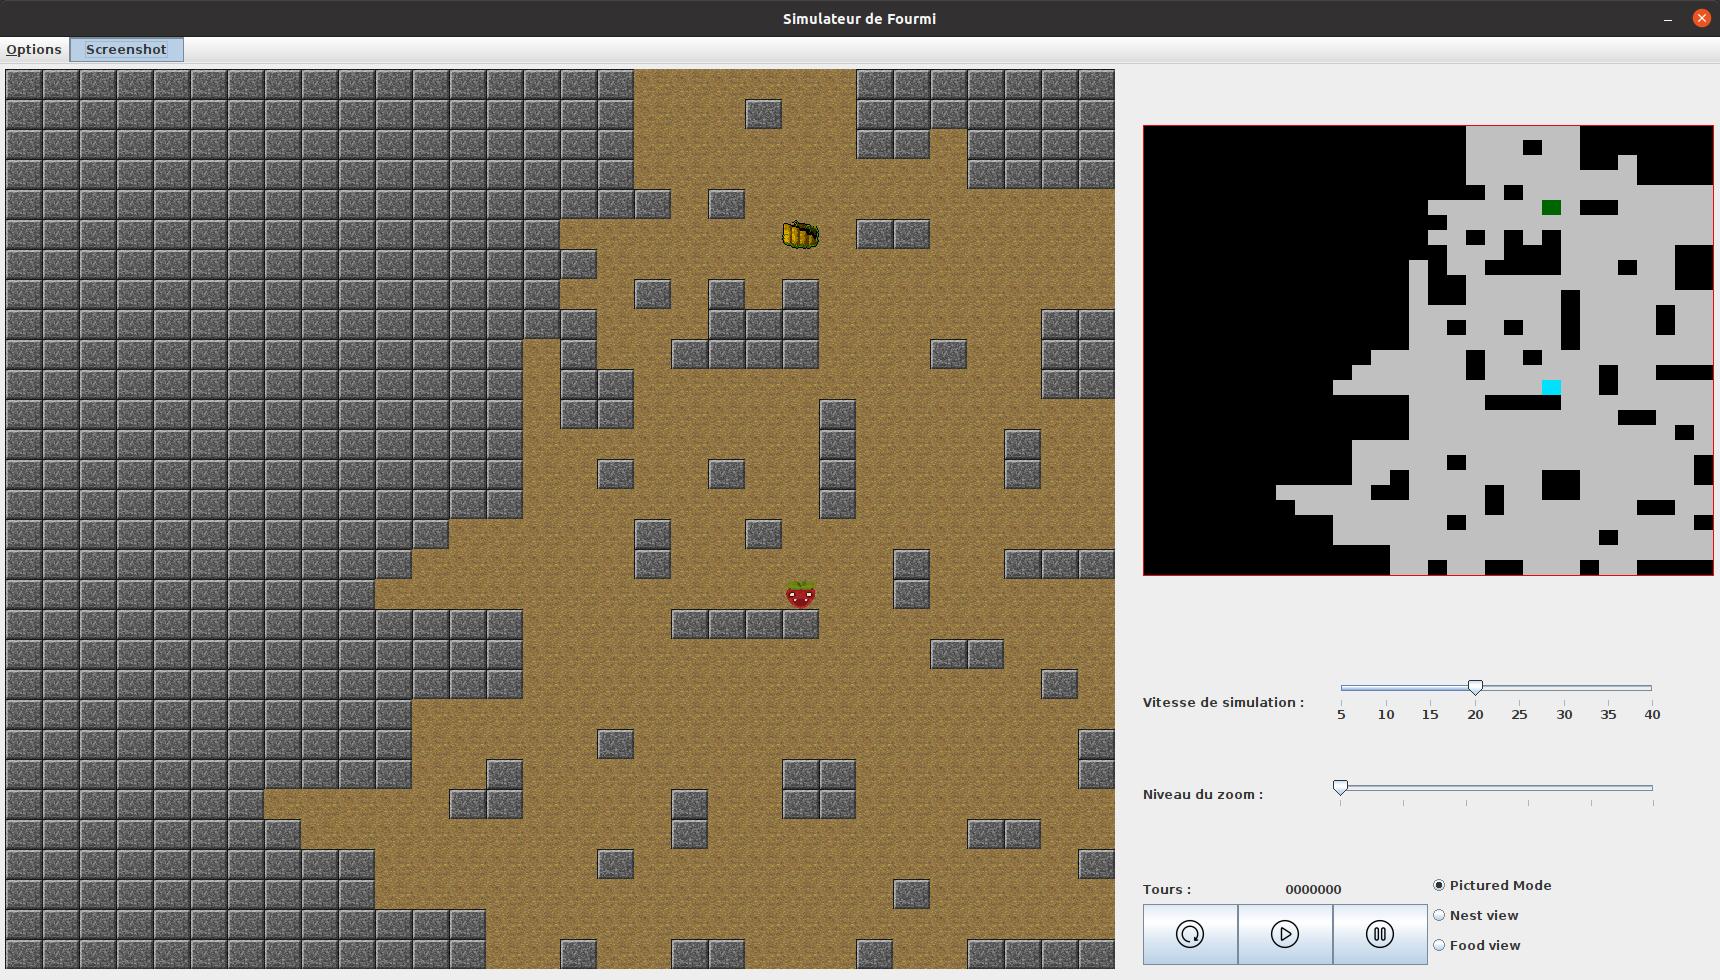 Simulateur de Fourmi
Options Screenshot
Vitesse de simulation :
5 10 15 20 25 30 35 40
Niveau du zoom :
Tours : 0000000
Pictured Mode
Nest view
Food view